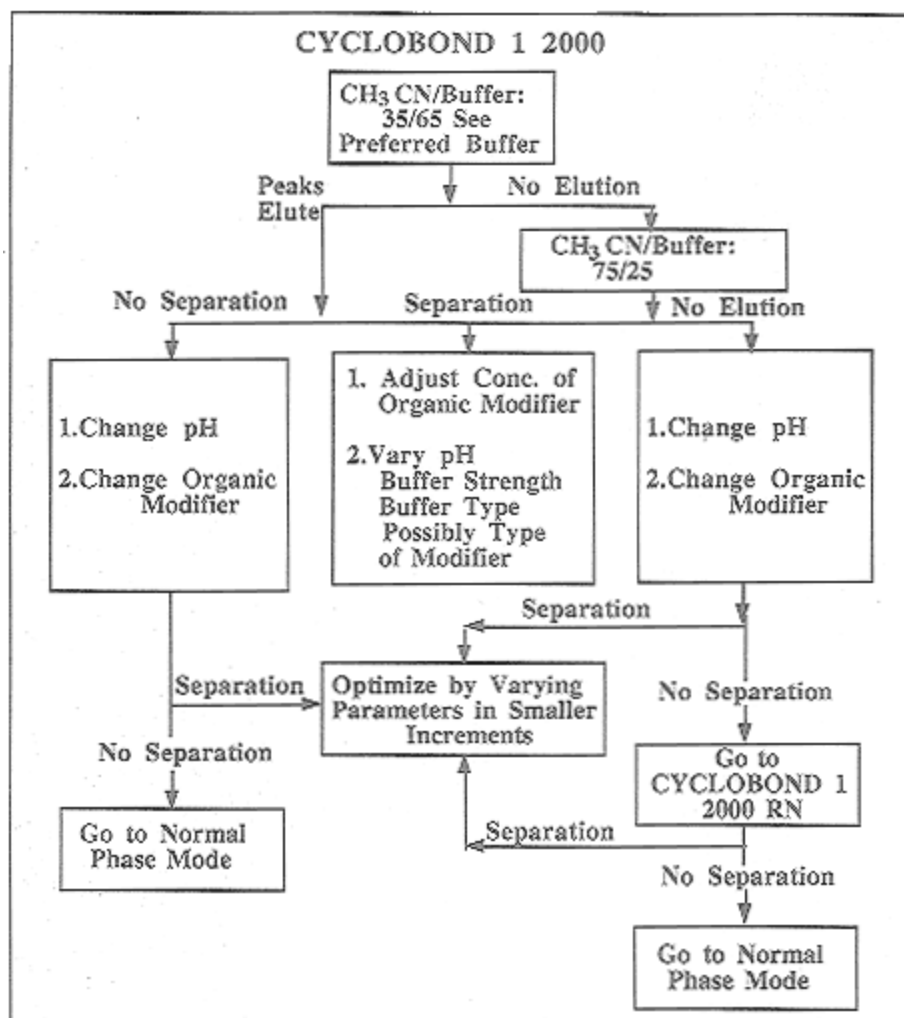 CYCLOBOND 1 2000
CH3 CN/Buffer:
35/65 See
Preferred Buffer
Peaks
Elute
No Elution
CH3 CN/Buffer:
75/25
No Separation
Separation
No Elution
1.Change pH
2.Change Organic
Modifier
1. Adjust Conc. of
Organic Modifier
2.Vary pH
Buffer Strength
Buffer Type
Possibly Type
of Modifier
1.Change pH
2.Change Organic
Modifier
Separation
Separation
Optimize by Varying
Parameters in Smaller
Increments
No Separation
No Separation
Go to
CYCLOBOND 1
2000 RN
Go to Normal
Phase Mode
Separation
No Separation
Go to Normal
Phase Mode